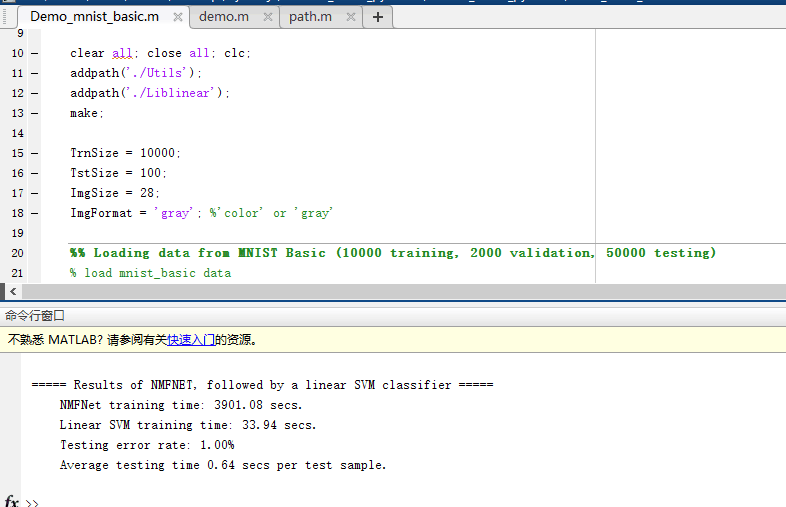 Demo_mnist_basic.m × demo.m × path.m × +
9
10 – clear all; close all; clc;
11 – addpath('./Utils');
12 – addpath('./Liblinear');
13 – make;
14
15 – TrnSize = 10000;
16 – TstSize = 100;
17 – ImgSize = 28;
18 – ImgFormat = 'gray'; %'color' or 'gray'
19
20 %% Loading data from MNIST Basic (10000 training, 2000 validation, 50000 testing)
21 % load mnist_basic data
命令行窗口
不熟悉 MATLAB? 请参阅有关快速入门的资源。
===== Results of NMFNET, followed by a linear SVM classifier =====
NMFNet training time: 3901.08 secs.
Linear SVM training time: 33.94 secs.
Testing error rate: 1.00%
Average testing time 0.64 secs per test sample.
fx >>